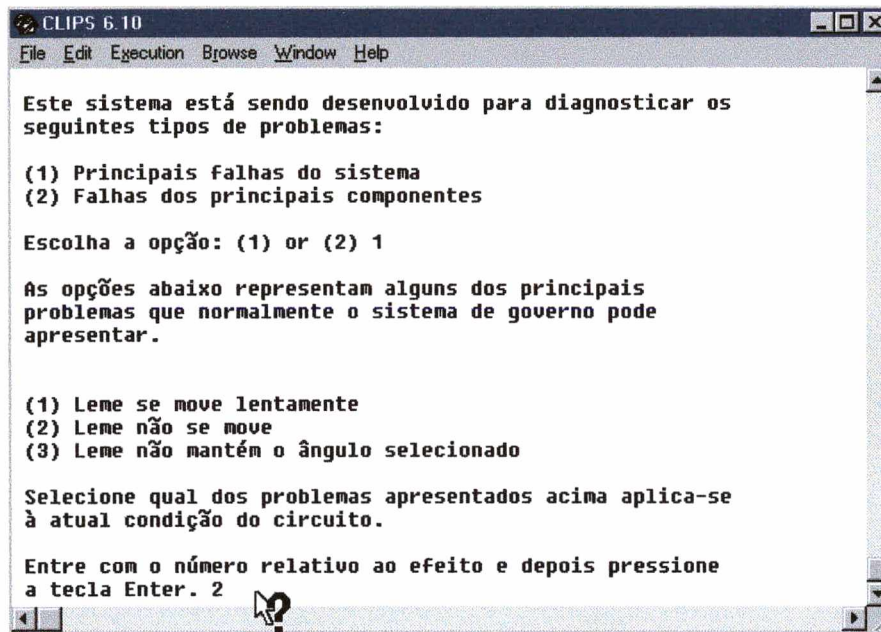 CLIPS 6.10
File Edit Execution Browse Window Help
Este sistema está sendo desenvolvido para diagnosticar os
seguintes tipos de problemas:
(1) Principais falhas do sistema
(2) Falhas dos principais componentes
Escolha a opção: (1) or (2) 1
As opções abaixo representam alguns dos principais
problemas que normalmente o sistema de governo pode
apresentar.
(1) Leme se move lentamente
(2) Leme não se move
(3) Leme não mantém o ângulo selecionado
Selecione qual dos problemas apresentados acima aplica-se
à atual condição do circuito.
Entre com o número relativo ao efeito e depois pressione
a tecla Enter. 2